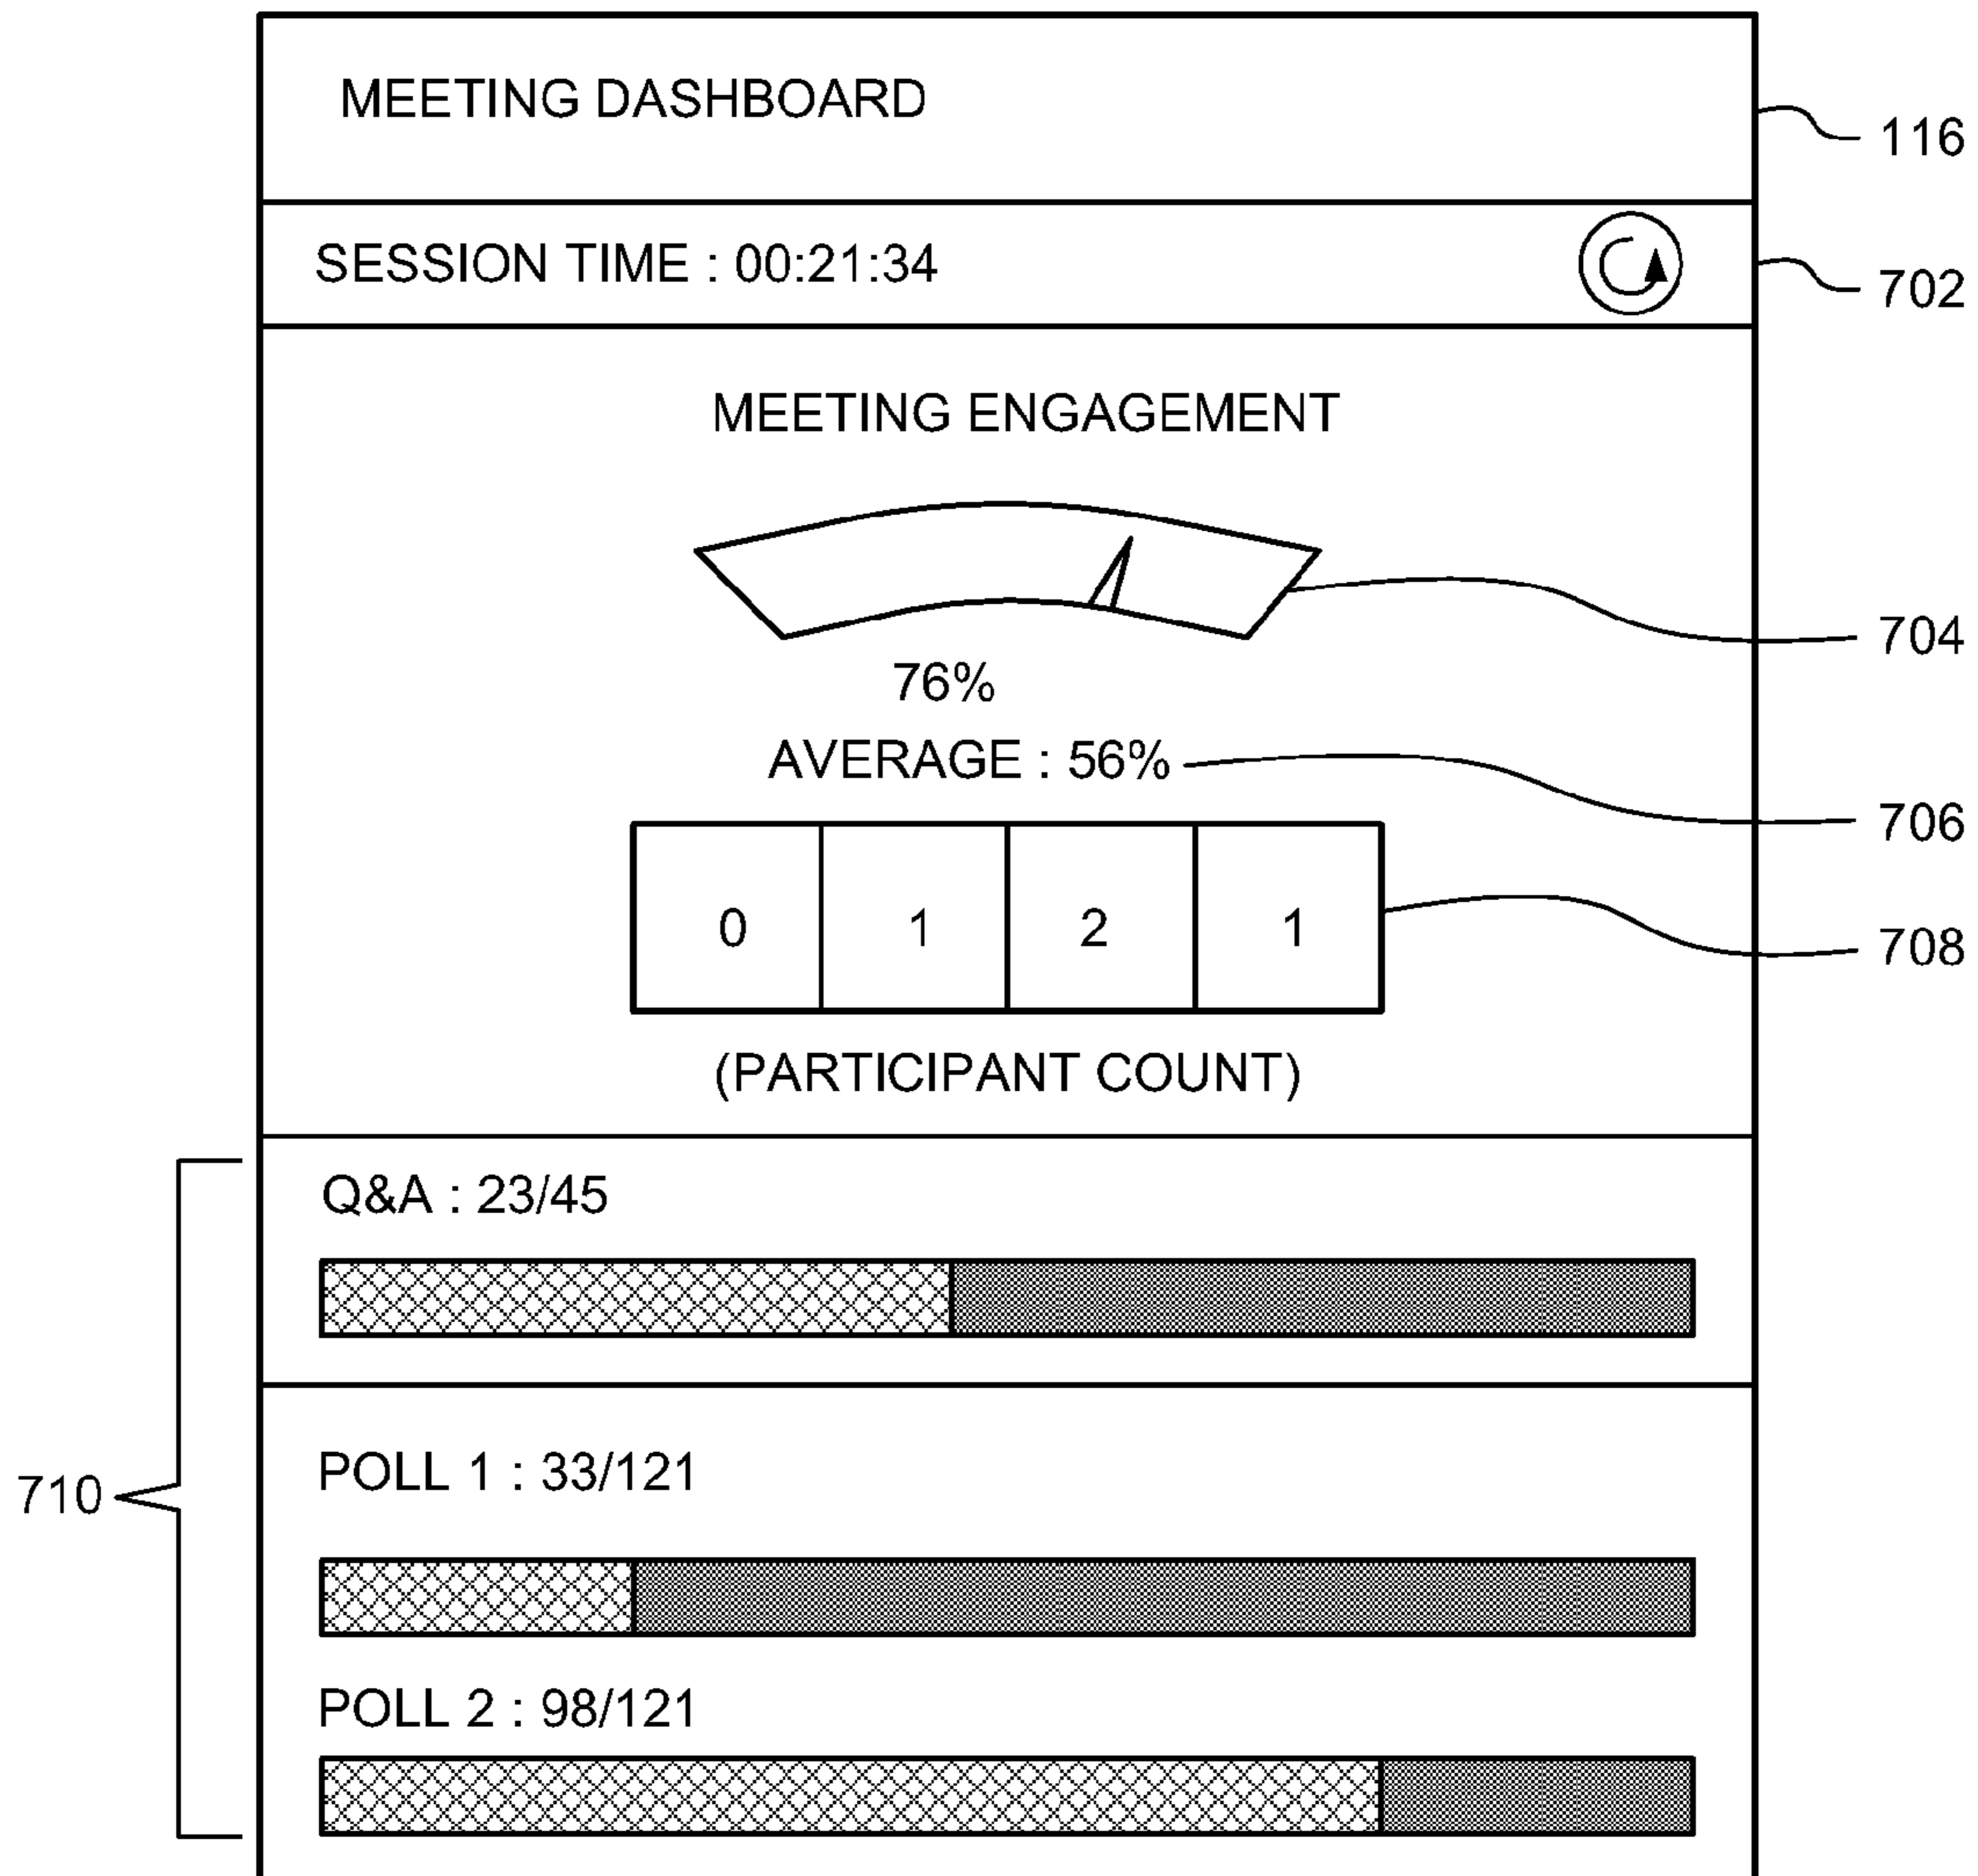 MEETING DASHBOARD
116
SESSION TIME : 00:21:34
702
MEETING ENGAGEMENT
704
76%
AVERAGE : 56%
706
0 1 2 1
708
(PARTICIPANT COUNT)
Q&A : 23/45
POLL 1 : 33/121
710
POLL 2 : 98/121